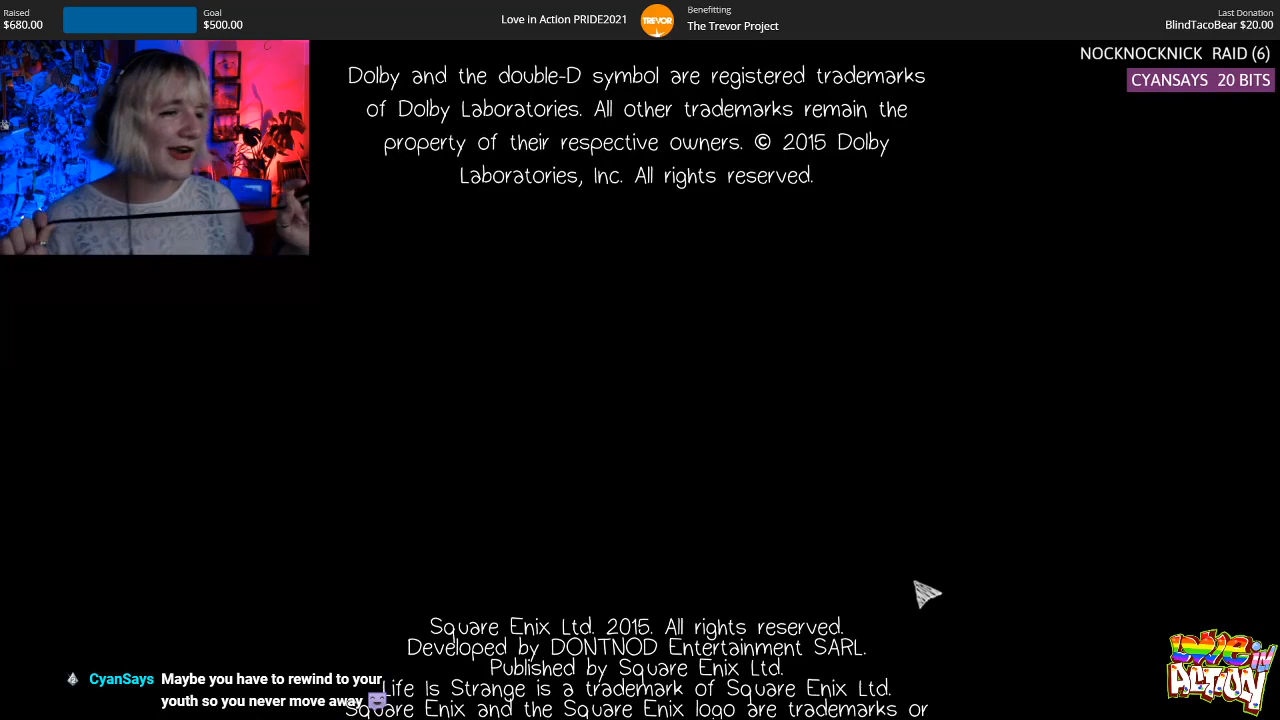 Raised
$680.00
Goal
$500.00
Love in Action PRIDE2021
TREVOR
Benefitting
The Trevor Project
Last Donation
BlindTacoBear $20.00
NOCKNOCKNICK RAID (6)
CYANSAYS 20 BITS
Dolby and the double-D symbol are registered trademarks
of Dolby Laboratories. All other trademarks remain the
property of their respective owners. © 2015 Dolby
Laboratories, Inc. All rights reserved.
Square Enix Ltd. 2015. All rights reserved.
Developed by DONTNOD Entertainment SARL.
Published by Square Enix Ltd.
Life Is Strange is a trademark of Square Enix Ltd.
Square Enix and the Square Enix logo are trademarks or
CyanSays Maybe you have to rewind to your
youth so you never move away
LOVE in
ACTION